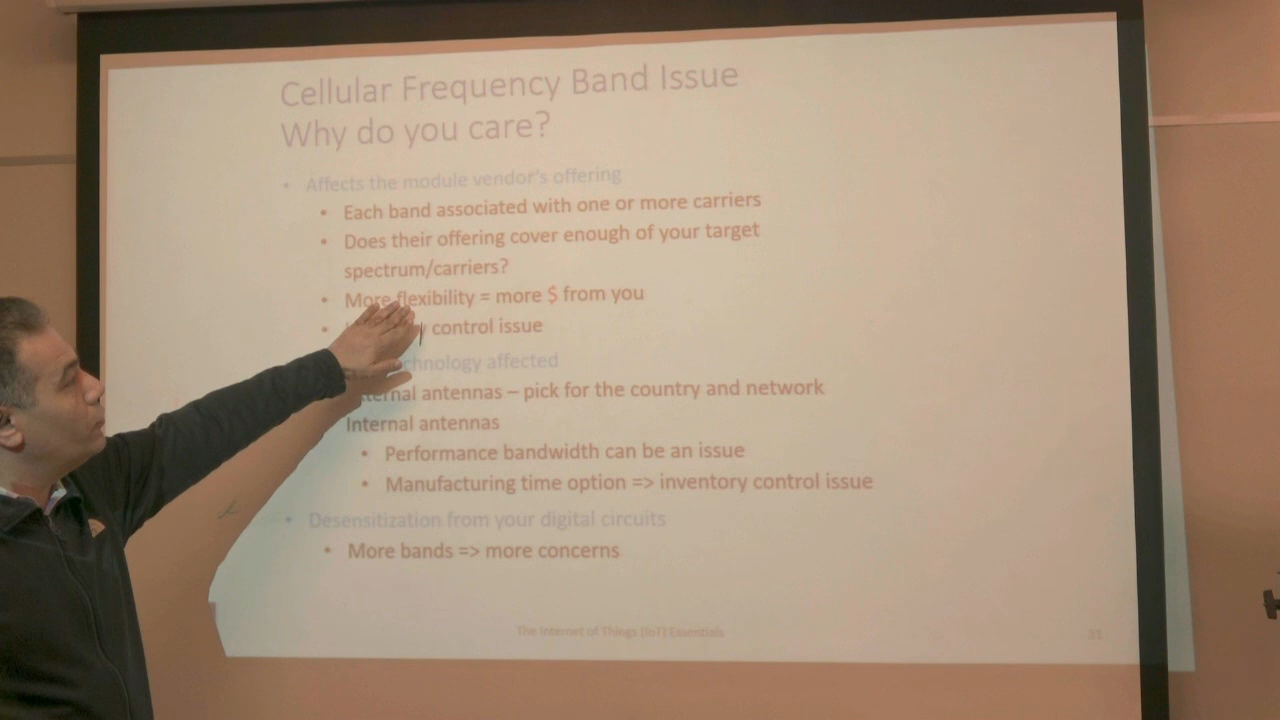 Cellular Frequency Band Issue
Why do you care?
• Affects the module vendor's offering
• Each band associated with one or more carriers
• Does their offering cover enough of your target
spectrum/carriers?
• More flexibility = more $ from you
• control issue
affected
antennas – pick for the country and network
Internal antennas
• Performance bandwidth can be an issue
• Manufacturing time option => inventory control issue
• Desensitization from your digital circuits
• More bands => more concerns
The Internet of Things (IoT) Essentials
31